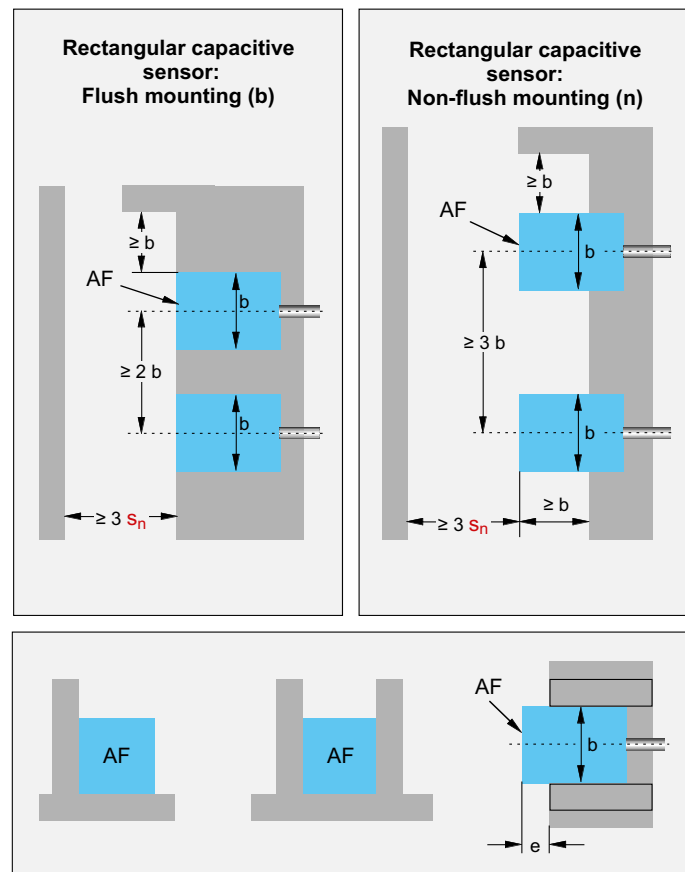 Rectangular capacitive
sensor:
Flush mounting (b)
≥ b
AF
b
≥ 2 b
b
≥ 3 sn
Rectangular capacitive
sensor:
Non-flush mounting (n)
≥ b
AF
b
≥ 3 b
b
≥ 3 sn
≥ b
AF
AF
AF
b
e